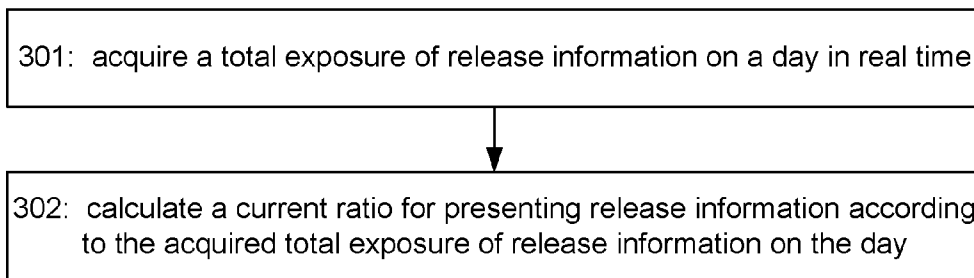 301: acquire a total exposure of release information on a day in real time
302: calculate a current ratio for presenting release information according
to the acquired total exposure of release information on the day